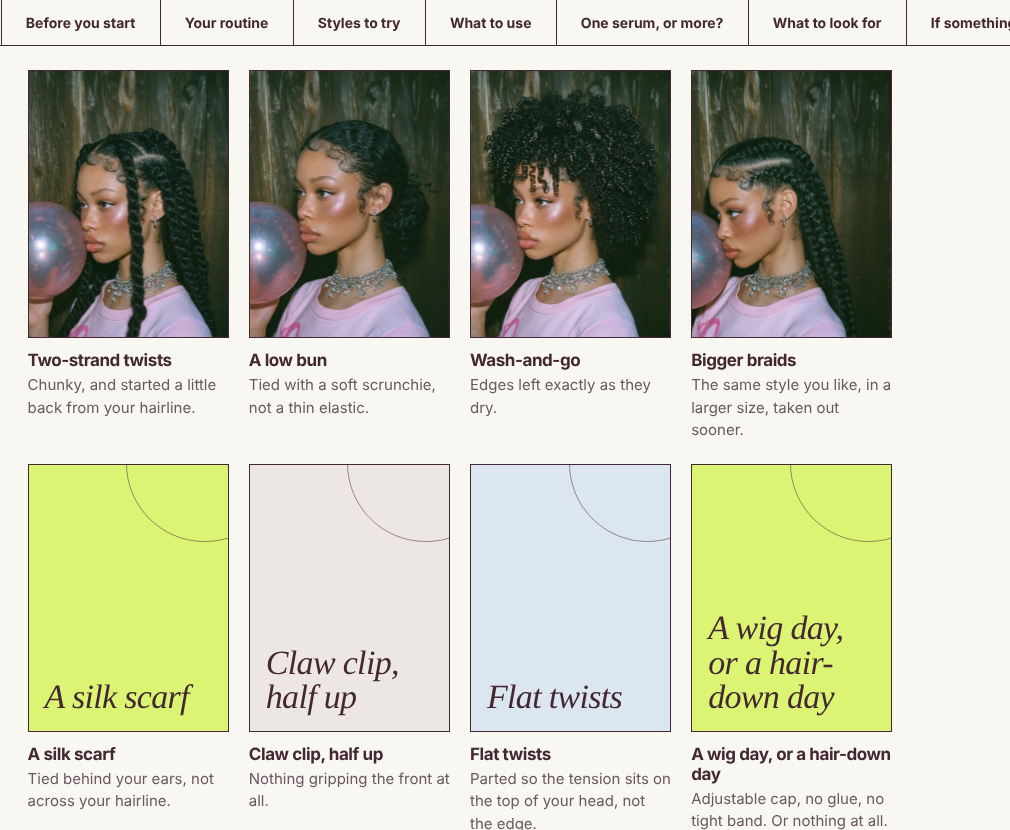 Before you start
Your routine
Styles to try
What to use
One serum, or more?
What to look for
If something
Two-strand twists
Chunky, and started a little
back from your hairline.
A low bun
Tied with a soft scrunchie,
not a thin elastic.
Wash-and-go
Edges left exactly as they
dry.
Bigger braids
The same style you like, in a
larger size, taken out
sooner.
A silk scarf
Claw clip,
half up
Flat twists
A wig day,
or a hair-
down day
A silk scarf
Tied behind your ears, not
across your hairline.
Claw clip, half up
Nothing gripping the front at
all.
Flat twists
Parted so the tension sits on
the top of your head, not
the edge.
A wig day, or a hair-down
day
Adjustable cap, no glue, no
tight band. Or nothing at all.